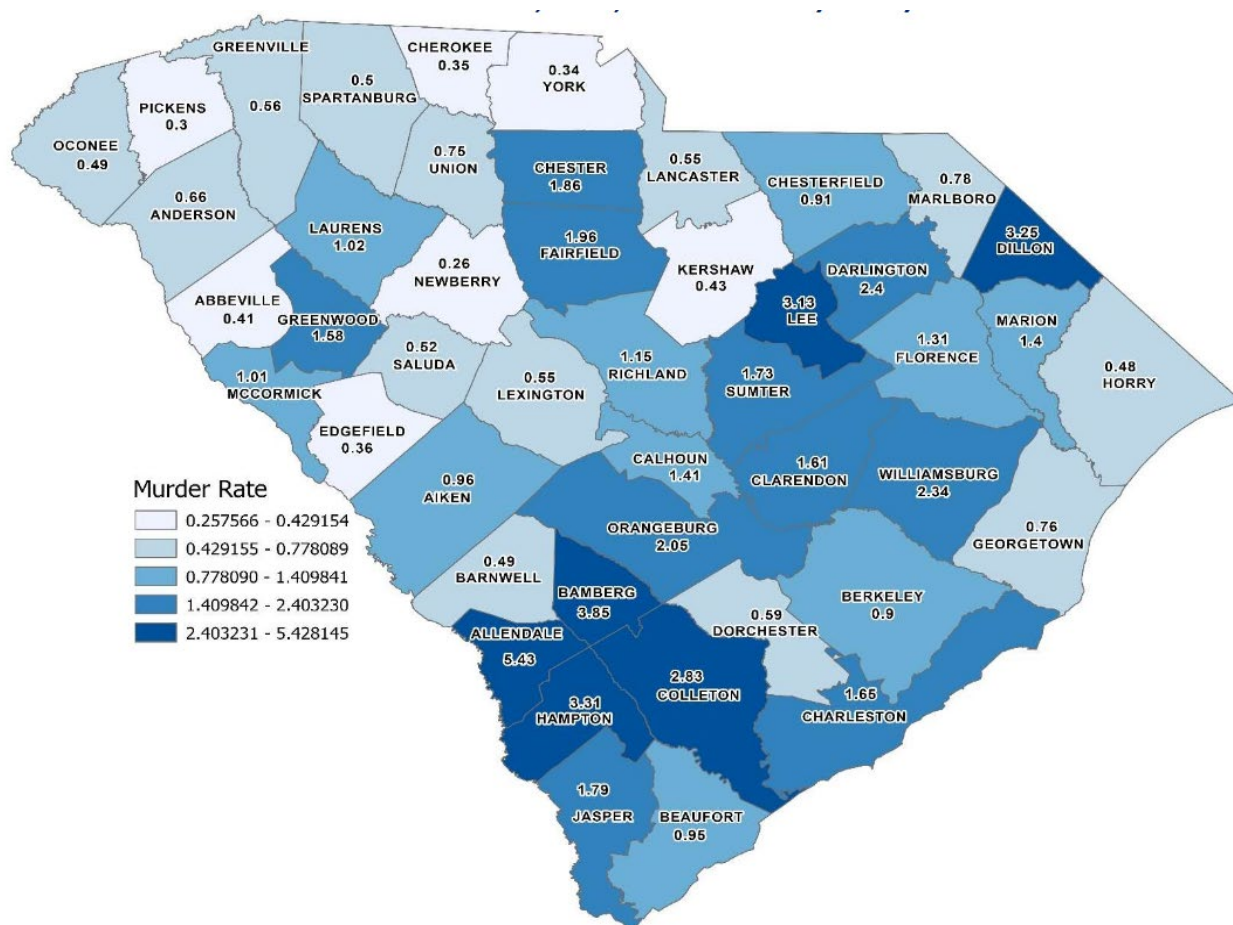 GREENVILLE
0.56
CHEROKEE
0.35
0.34
YORK
0.5
SPARTANBURG
PICKENS
0.3
OCONEE
0.49
0.75
UNION
CHESTER
1.86
0.55
LANCASTER
CHESTERFIELD
0.91
0.78
MARLBORO
0.66
ANDERSON
LAURENS
1.02
1.96
FAIRFIELD
3.25
DILLON
0.26
NEWBERRY
KERSHAW
0.43
DARLINGTON
2.4
ABBEVILLE
0.41
GREENWOOD
1.58
3.13
LEE
MARION
1.4
0.52
SALUDA
1.15
RICHLAND
1.31
FLORENCE
0.48
HORRY
1.01
MCCORMICK
0.55
LEXINGTON
1.73
SUMTER
EDGEFIELD
0.36
CALHOUN
1.41
1.61
CLARENDON
WILLIAMSBURG
2.34
0.96
AIKEN
ORANGEBURG
2.05
0.76
GEORGETOWN
0.49
BARNWELL
BAMBERG
3.85
0.59
DORCHESTER
BERKELEY
0.9
ALLENDALE
5.43
2.83
COLLETON
3.31
HAMPTON
1.65
CHARLESTON
1.79
JASPER
BEAUFORT
0.95
Murder Rate
0.257566 - 0.429154
0.429155 - 0.778089
0.778090 - 1.409841
1.409842 - 2.403230
2.403231 - 5.428145